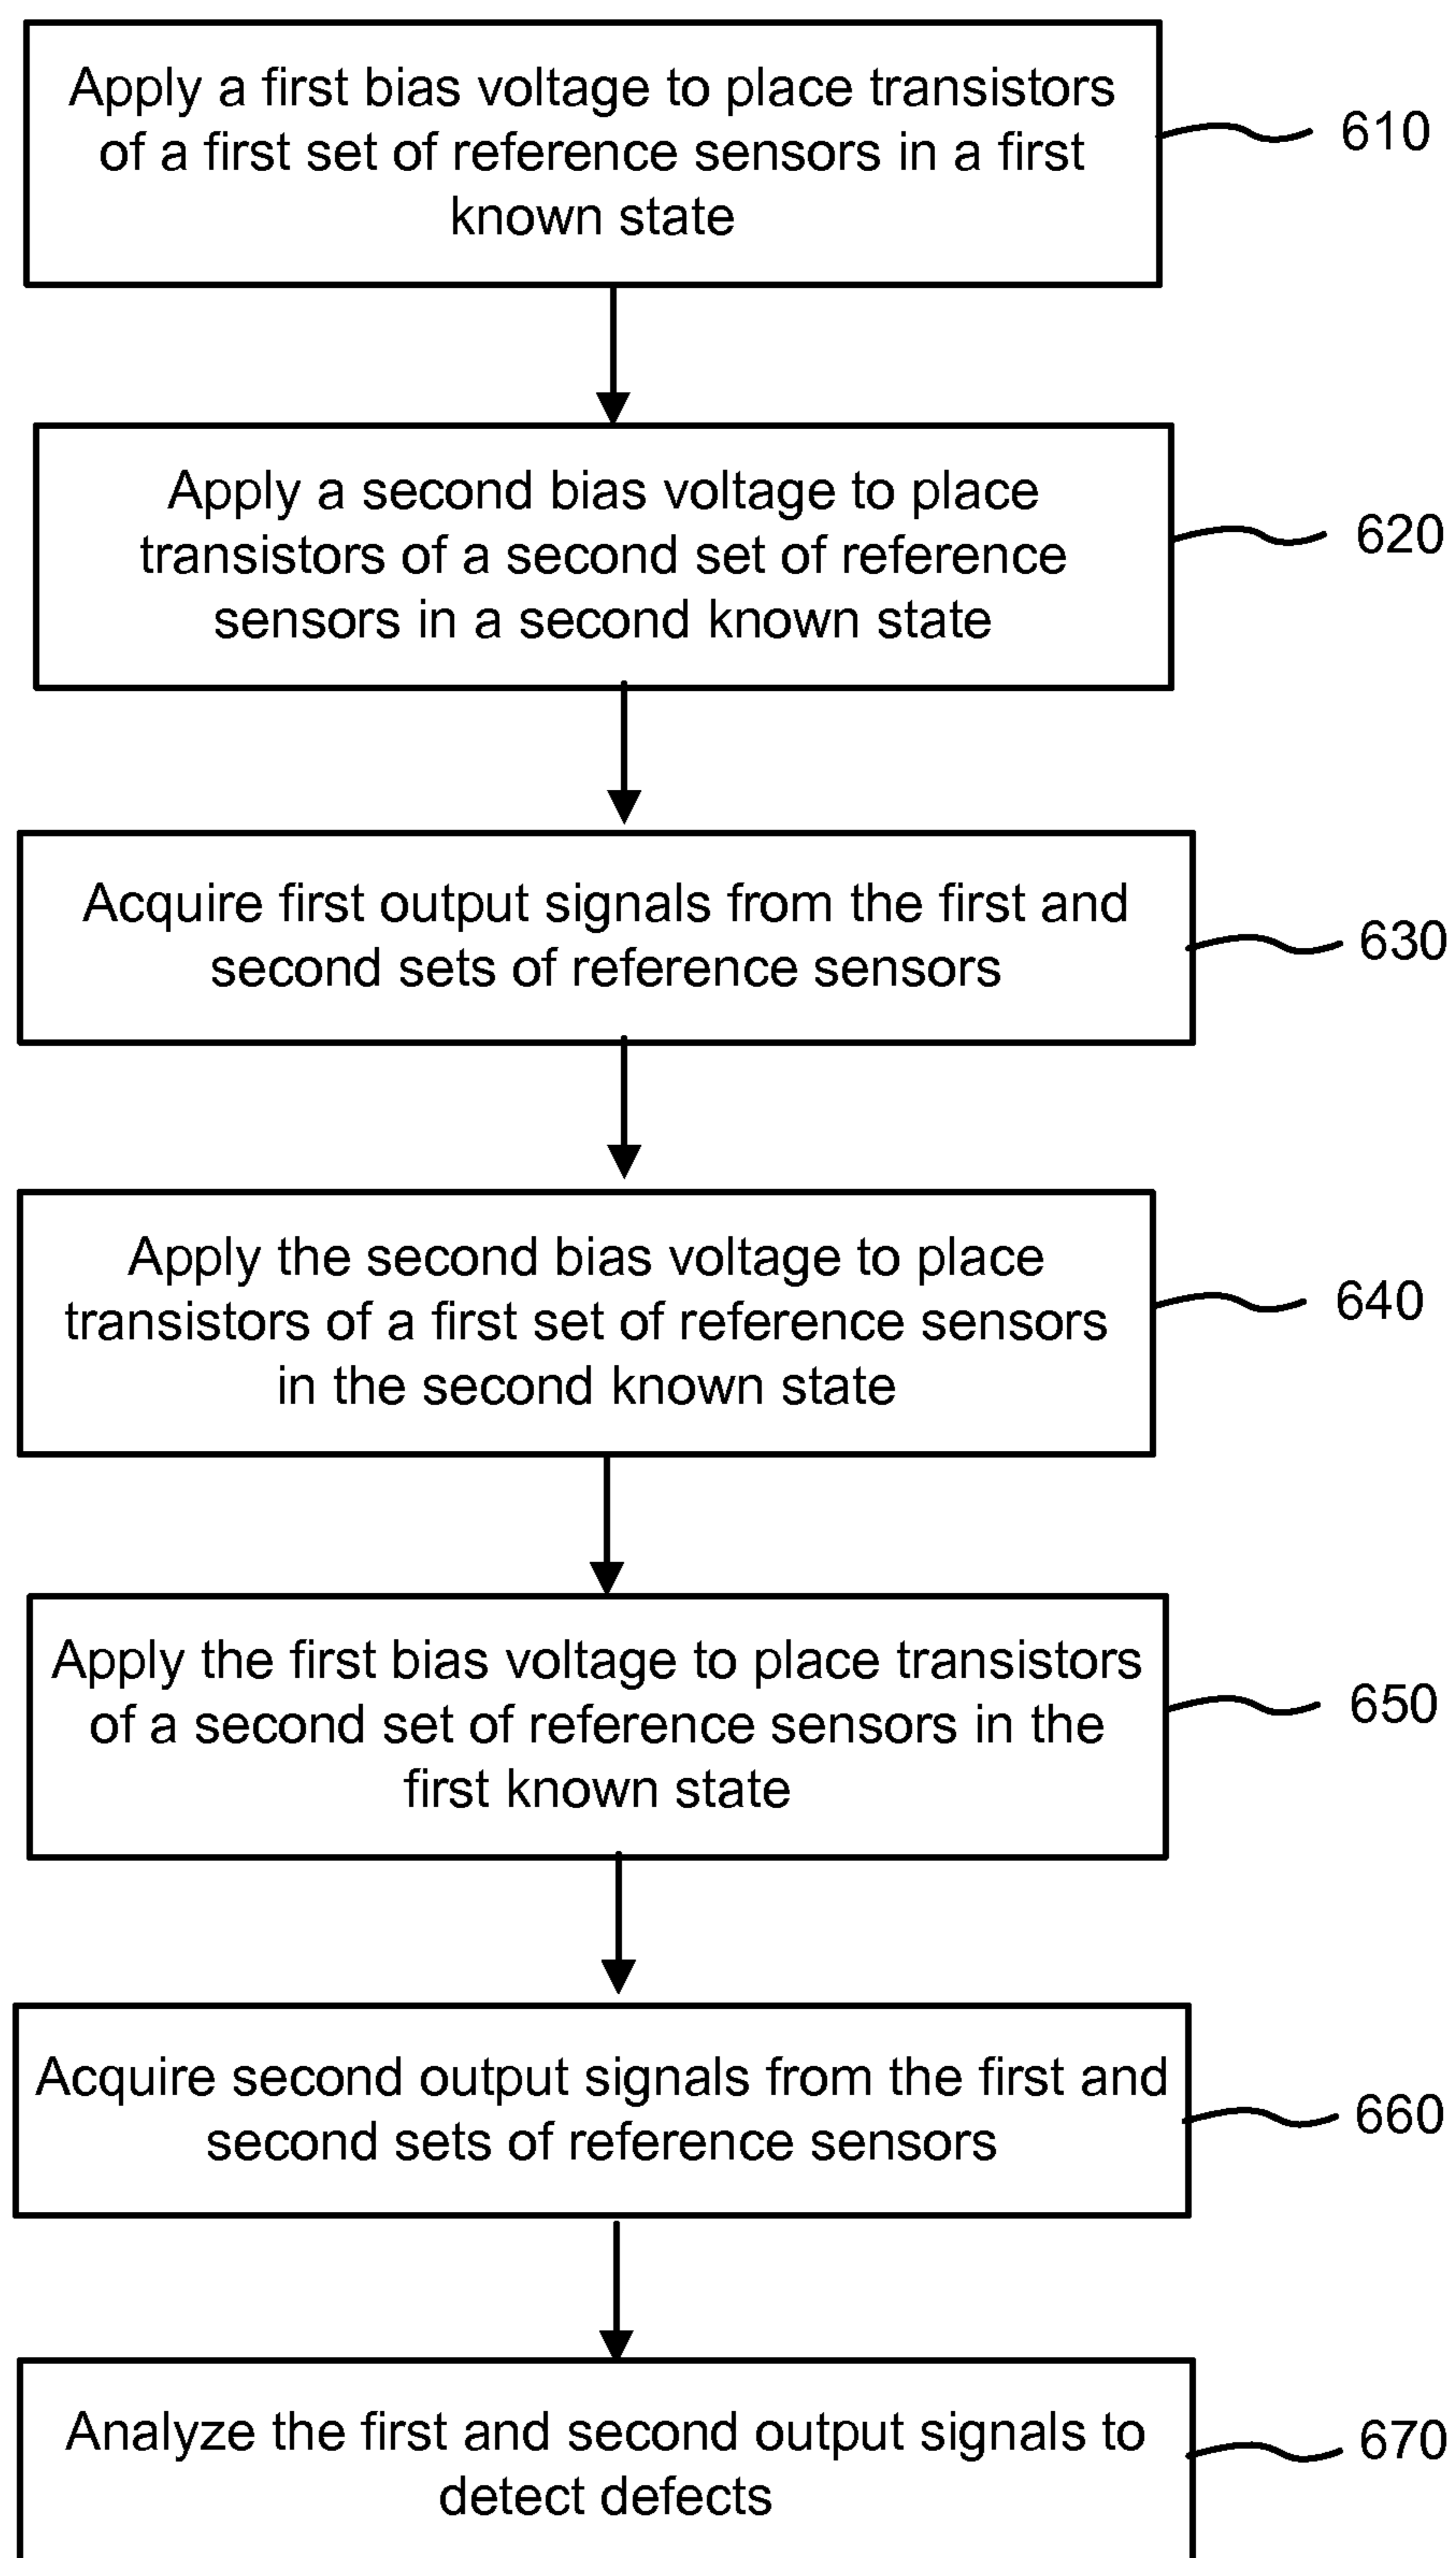 Apply a first bias voltage to place transistors
of a first set of reference sensors in a first
known state
610
Apply a second bias voltage to place
transistors of a second set of reference
sensors in a second known state
620
Acquire first output signals from the first and
second sets of reference sensors
630
Apply the second bias voltage to place
transistors of a first set of reference sensors
in the second known state
640
Apply the first bias voltage to place transistors
of a second set of reference sensors in the
first known state
650
Acquire second output signals from the first and
second sets of reference sensors
660
Analyze the first and second output signals to
detect defects
670